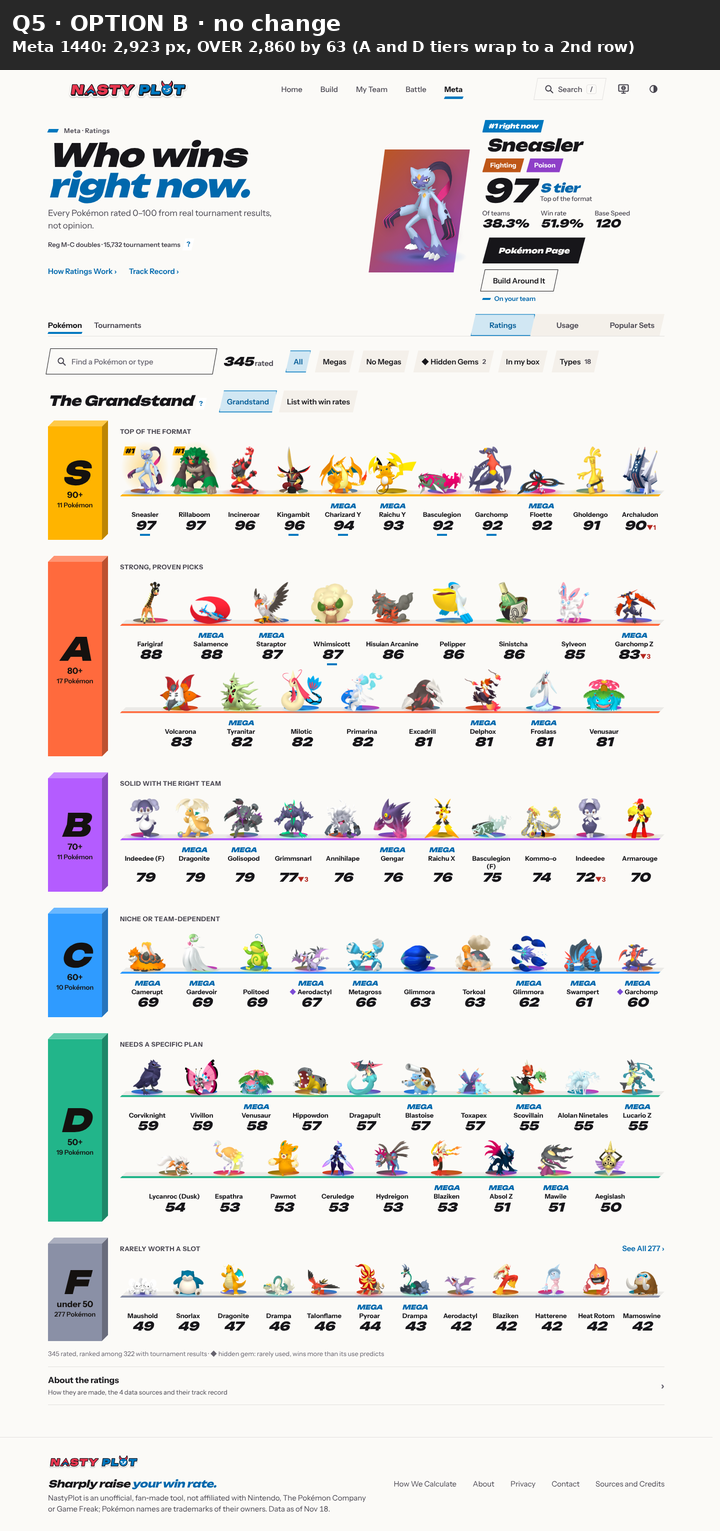 Q5 · OPTION B · no change
Meta 1440: 2,923 px, OVER 2,860 by 63 (A and D tiers wrap to a 2nd row)
NASTY PLOT
Home Build My Team Battle Meta
Search /
Meta · Ratings
Who wins
right now.
Every Pokémon rated 0–100 from real tournament results,
not opinion.
Reg M-C doubles · 15,732 tournament teams ?
How Ratings Work › Track Record ›
#1 right now
Sneasler
Fighting Poison
97 S tier
Top of the format
Of teams Win rate Base Speed
38.3% 51.9% 120
Pokémon Page
Build Around It
On your team
Pokémon Tournaments
Ratings Usage Popular Sets
Find a Pokémon or type
345 rated
All Megas No Megas ◆ Hidden Gems 2 In my box Types 18
The Grandstand ?
Grandstand List with win rates
S
90+
11 Pokémon
TOP OF THE FORMAT
#1 #1
MEGA MEGA MEGA
Sneasler Rillaboom Incineroar Kingambit Charizard Y Raichu Y Basculegion Garchomp Floette Gholdengo Archaludon
97 97 96 96 94 93 92 92 92 91 90▼1
A
80+
17 Pokémon
STRONG, PROVEN PICKS
MEGA MEGA MEGA
Farigiraf Salamence Staraptor Whimsicott Hisuian Arcanine Pelipper Sinistcha Sylveon Garchomp Z
88 88 87 87 86 86 86 85 83▼3
MEGA MEGA MEGA
Volcarona Tyranitar Milotic Primarina Excadrill Delphox Froslass Venusaur
83 82 82 82 81 81 81 81
B
70+
11 Pokémon
SOLID WITH THE RIGHT TEAM
MEGA MEGA MEGA MEGA
Indeedee (F) Dragonite Golisopod Grimmsnarl Annihilape Gengar Raichu X Basculegion (F) Kommo-o Indeedee Armarouge
79 79 79 77▼3 76 76 76 75 74 72▼3 70
C
60+
10 Pokémon
NICHE OR TEAM-DEPENDENT
MEGA MEGA MEGA MEGA MEGA MEGA MEGA
Camerupt Gardevoir Politoed ◆ Aerodactyl Metagross Glimmora Torkoal Glimmora Swampert ◆ Garchomp
69 69 69 67 66 63 63 62 61 60
D
50+
19 Pokémon
NEEDS A SPECIFIC PLAN
MEGA MEGA MEGA MEGA
Corviknight Vivillon Venusaur Hippowdon Dragapult Blastoise Toxapex Scovillain Alolan Ninetales Lucario Z
59 59 58 57 57 57 57 55 55 55
MEGA MEGA MEGA
Lycanroc (Dusk) Espathra Pawmot Ceruledge Hydreigon Blaziken Absol Z Mawile Aegislash
54 53 53 53 53 53 51 51 50
F
under 50
277 Pokémon
RARELY WORTH A SLOT
See All 277 ›
MEGA MEGA
Maushold Snorlax Dragonite Drampa Talonflame Pyroar Drampa Aerodactyl Blaziken Hatterene Heat Rotom Mamoswine
49 49 47 46 46 44 43 42 42 42 42 42
345 rated, ranked among 322 with tournament results · ◆ hidden gem: rarely used, wins more than its use predicts
About the ratings
How they are made, the 4 data sources and their track record
›
NASTY PLOT
Sharply raise your win rate.
NastyPlot is an unofficial, fan-made tool, not affiliated with Nintendo, The Pokémon Company
or Game Freak; Pokémon names are trademarks of their owners. Data as of Nov 18.
How We Calculate About Privacy Contact Sources and Credits